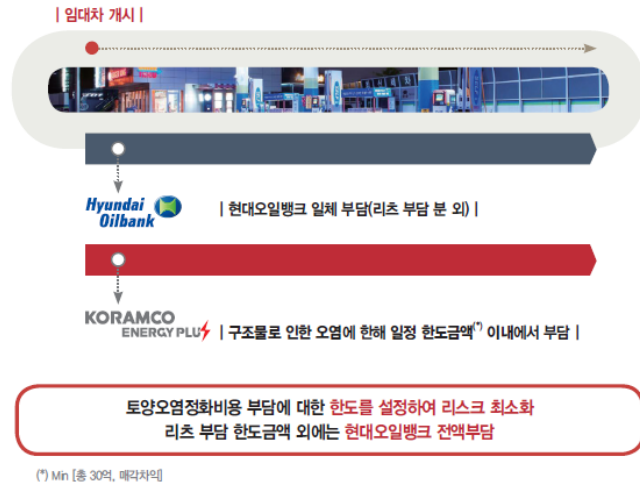 | 임대차 개시 |
Hyundai
Oilbank
| 현대오일뱅크 일체 부담(리츠 부담 분 외) |
KORAMCO
ENERGY PLUS
| 구조물로 인한 오염에 한해 일정 한도금액(*) 이내에서 부담 |
토양오염정화비용 부담에 대한 한도를 설정하여 리스크 최소화
리츠 부담 한도금액 외에는 현대오일뱅크 전액부담
(*) Min [총 30억, 매각차익]